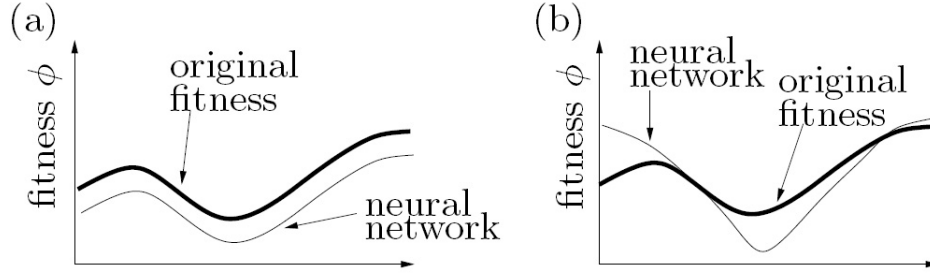 (a)
fitness ϕ
original
fitness
neural
network
(b)
fitness ϕ
neural
network
original
fitness